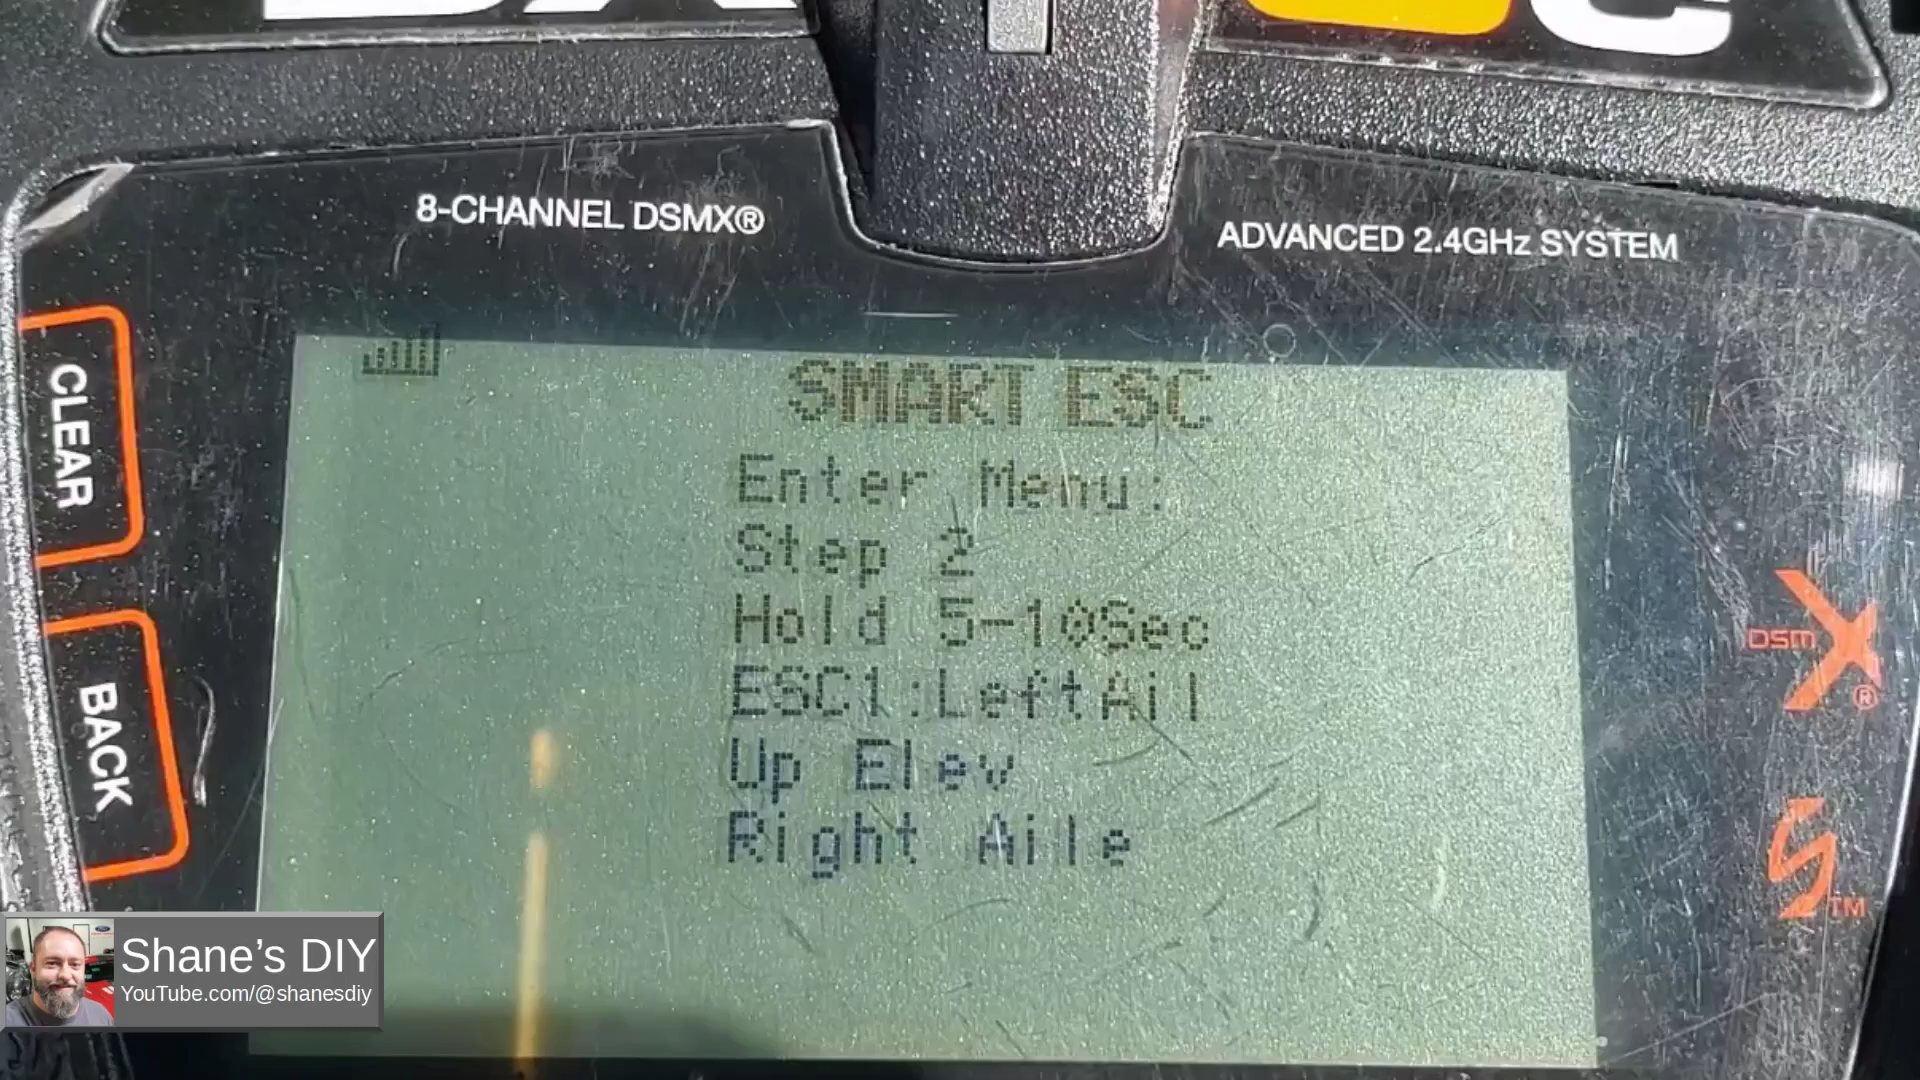 8-CHANNEL DSMX®
ADVANCED 2.4GHz SYSTEM
CLEAR
BACK
SMART ESC
Enter Menu:
Step 2
Hold 5-10Sec
ESC1:LeftAil
Up Elev
Right Aile
DSM X®
TM
Shane's DIY
YouTube.com/@shanesdiy